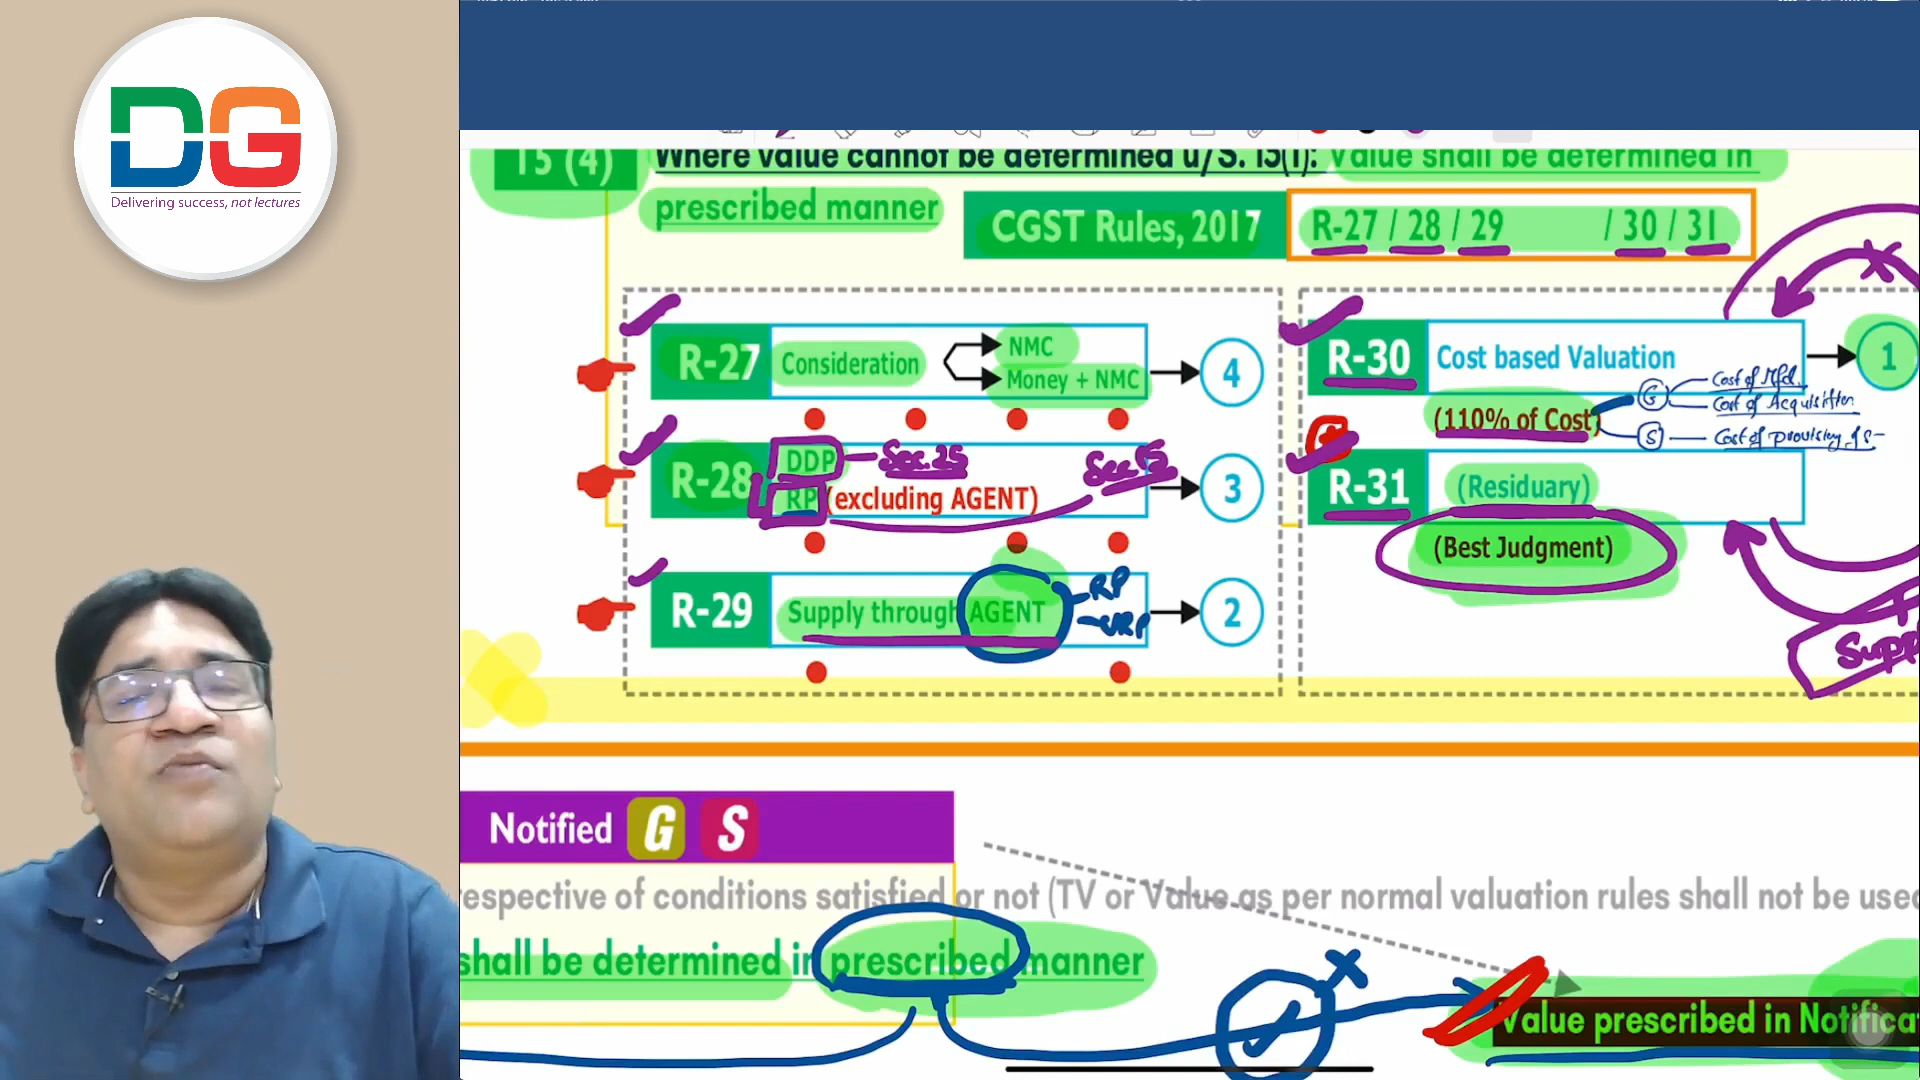 DG
Delivering success, not lectures
15 (4)
Where value cannot be determined u/S. 15(1): Value shall be determined in
prescribed manner
CGST Rules, 2017
R-27 / 28 / 29 / 30 / 31
R-27 Consideration
NMC
Money + NMC
4
R-28
DDP Sec.25
RP (excluding AGENT) Sec 15
3
R-29 Supply through AGENT
RP
URP
2
R-30 Cost based Valuation
1
(110% of Cost)
G Cost of Mfd.
Cost of Acquisition
S Cost of provising of S
R-31 (Residuary)
(Best Judgment)
Supp
Notified G S
respective of conditions satisfied or not (TV or Value as per normal valuation rules shall not be used
shall be determined in prescribed manner
Value prescribed in Notifica